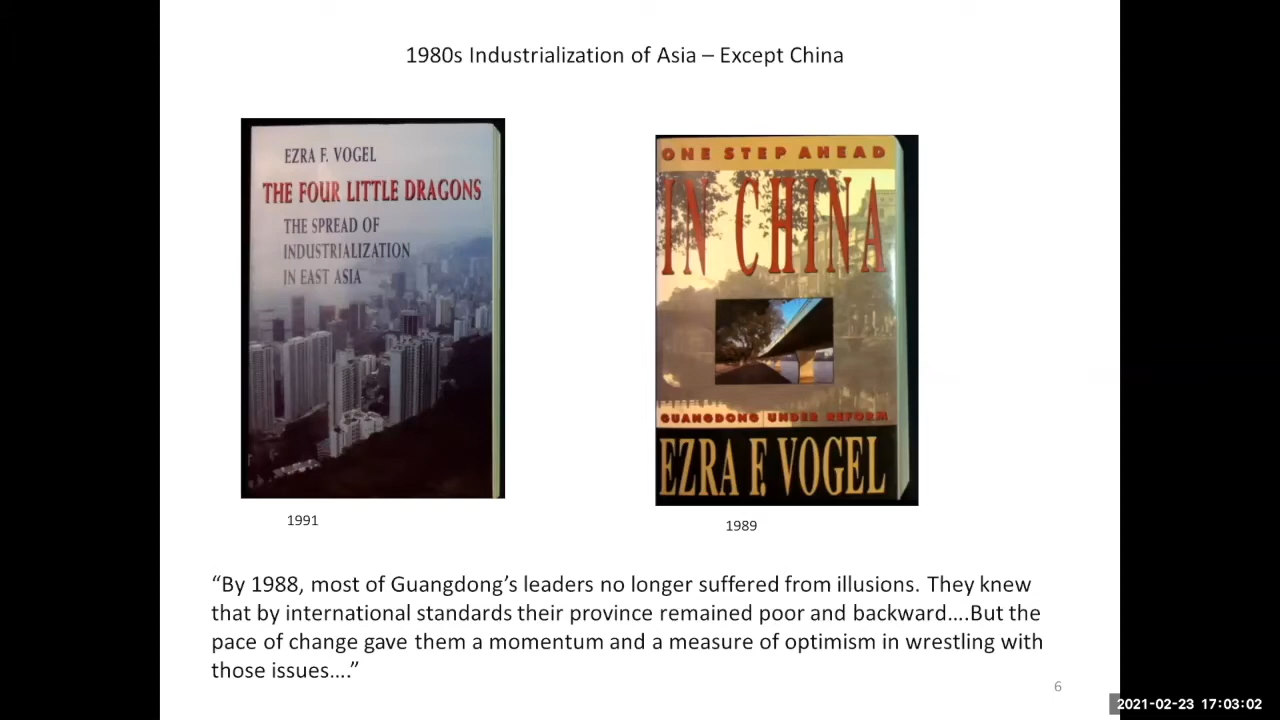 1980s Industrialization of Asia – Except China
EZRA F. VOGEL
THE FOUR LITTLE DRAGONS
THE SPREAD OF
INDUSTRIALIZATION
IN EAST ASIA
1991
ONE STEP AHEAD
IN CHINA
GUANGDONG UNDER REFORM
EZRA F. VOGEL
1989
“By 1988, most of Guangdong’s leaders no longer suffered from illusions. They knew
that by international standards their province remained poor and backward….But the
pace of change gave them a momentum and a measure of optimism in wrestling with
those issues….”
6
2021-02-23 17:03:02